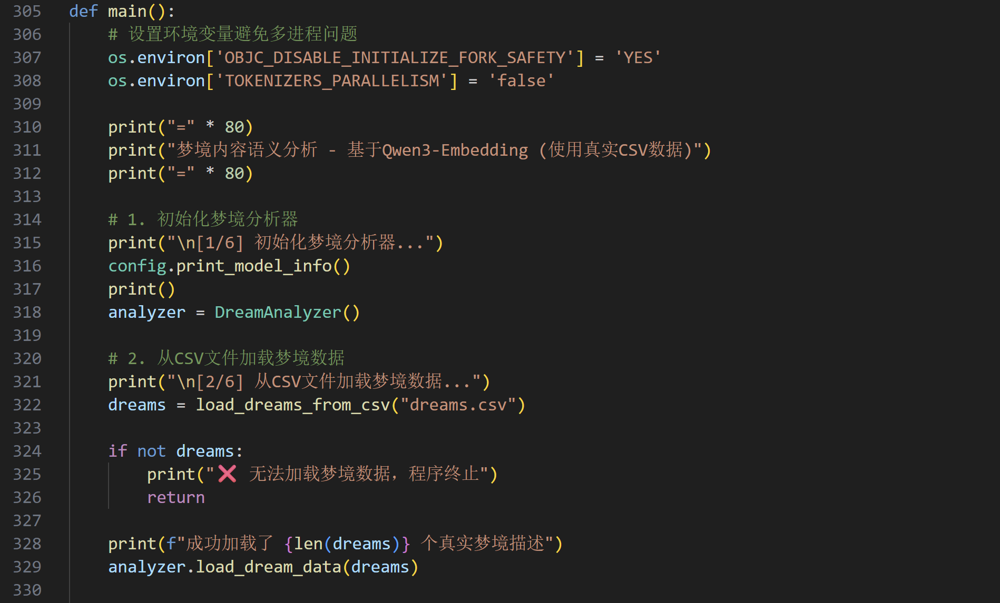 305 def main():
306     # 设置环境变量避免多进程问题
307     os.environ['OBJC_DISABLE_INITIALIZE_FORK_SAFETY'] = 'YES'
308     os.environ['TOKENIZERS_PARALLELISM'] = 'false'
309
310     print("=" * 80)
311     print("梦境内容语义分析 - 基于Qwen3-Embedding (使用真实CSV数据)")
312     print("=" * 80)
313
314     # 1. 初始化梦境分析器
315     print("\n[1/6] 初始化梦境分析器...")
316     config.print_model_info()
317     print()
318     analyzer = DreamAnalyzer()
319
320     # 2. 从CSV文件加载梦境数据
321     print("\n[2/6] 从CSV文件加载梦境数据...")
322     dreams = load_dreams_from_csv("dreams.csv")
323
324     if not dreams:
325         print("❌ 无法加载梦境数据，程序终止")
326         return
327
328     print(f"成功加载了 {len(dreams)} 个真实梦境描述")
329     analyzer.load_dream_data(dreams)
330